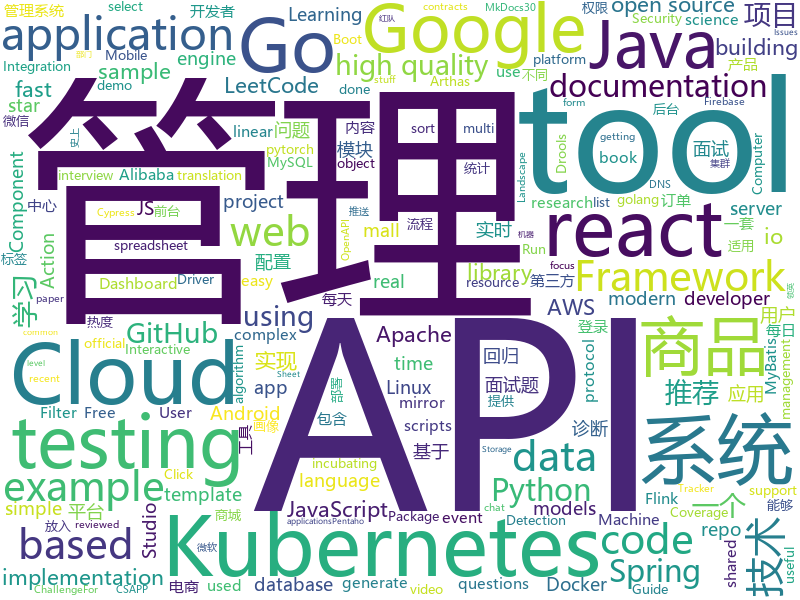 application
Go
Google
Java
项目
open source
building
管理系统
select
开发者
Learning
权限
MkDocs30
红队
contracts
Security
science
Issues
Mobile
Boot
Integration
demo
engine
high quality
platform
产品
sample
Arthas
use
不同
fast
star
微信
LeetCode
documentation
done
内容
linear
问题
pytorch
MySQL
模块
sort
multi
统计
object
后台
Firebase
form
getting
book
面试
集群
DNS
史上
interview
Alibaba
translation
管理
tool
Landscape
Drools
Computer
Component
中心
JS
前台
Cypress
project
OpenAPI
推送
流程
机器
research
list
golang
订单
web
spreadsheet
mall
实时
server
一套
适用
io
学习
标签
Action
Dashboard
Driver
配置
real
library
Run
focus
react
第三方
Framework
每天
easy
resource
paper
热度
GitHub
using
complex
AWS
modern
developer
领域
official
Interactive
algorithm
Apache
商品
用户
每日
common
Cloud
实现
time
回归
protocol
登录
MyBatis
management
level
recent
app
Linux
API
推荐
应用
Sheet
Filter
Free
User
Android
部署
mirror
面试题
提供
testing
工具
画像
包含
scripts
基于
诊断
系统
Click
incubating
data
example
language
models
Storage
Python
Flink
一个
support
Tracker
能够
simple
template
Studio
JavaScript
Package
event
Detection
Machine
Coverage
repo
技术
平台
放入
reviewed
商城
微软
applicationsPentaho
chat
based
Kubernetes
code
shared
implementation
电商
used
database
generate
video
questions
Docker
Spring
Guide
useful
ChallengeFor
CSAPP
stuff